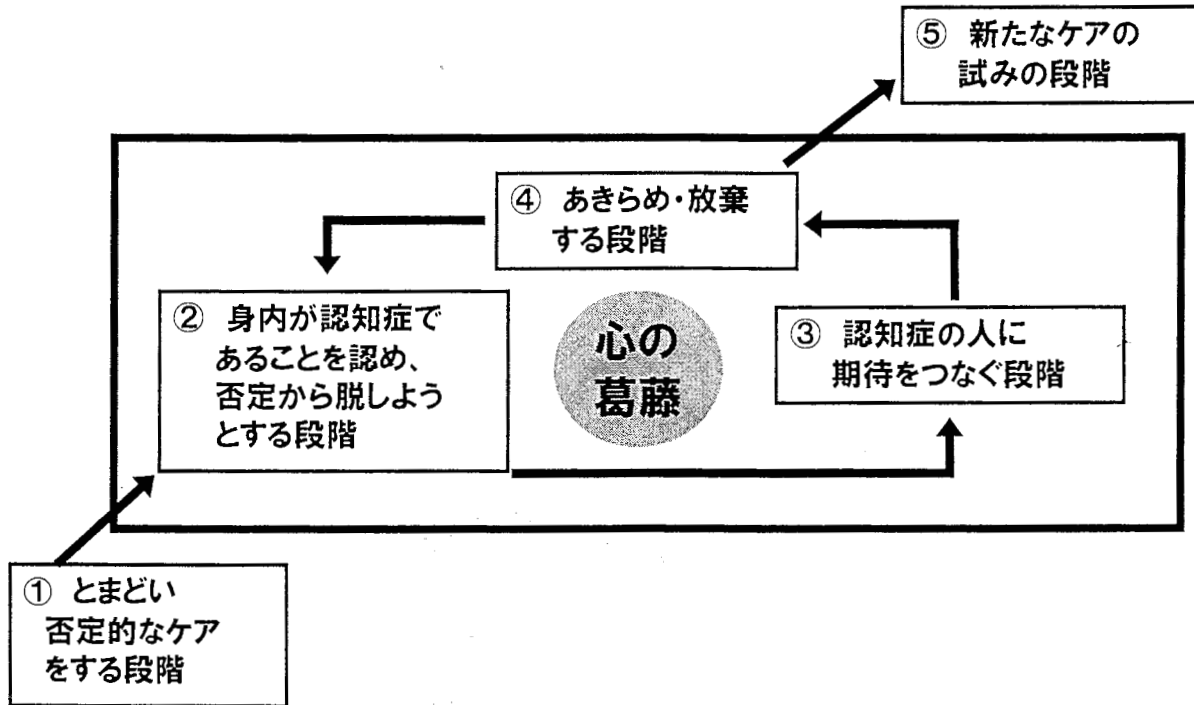 ⑤ 新たなケアの
試みの段階
④ あきらめ・放棄
する段階
② 身内が認知症で
あることを認め、
否定から脱しよう
とする段階
心の
葛藤
③ 認知症の人に
期待をつなぐ段階
① とまどい
否定的なケア
をする段階